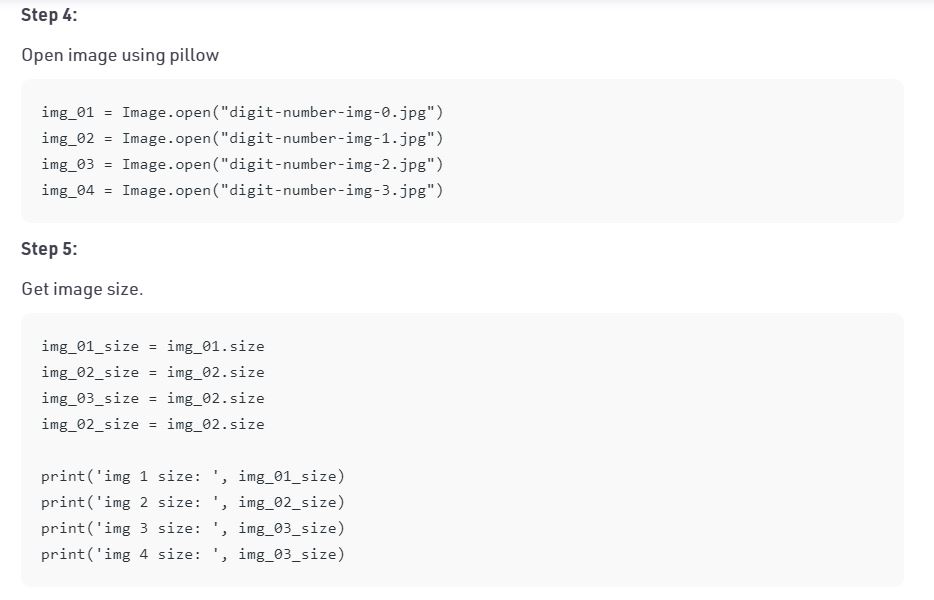 Step 4:
Open image using pillow
img_01 = Image.open("digit-number-img-0.jpg")
img_02 = Image.open("digit-number-img-1.jpg")
img_03 = Image.open("digit-number-img-2.jpg")
img_04 = Image.open("digit-number-img-3.jpg")
Step 5:
Get image size.
img_01_size = img_01.size
img_02_size = img_02.size
img_03_size = img_02.size
img_02_size = img_02.size
print('img 1 size: ', img_01_size)
print('img 2 size: ', img_02_size)
print('img 3 size: ', img_03_size)
print('img 4 size: ', img_03_size)